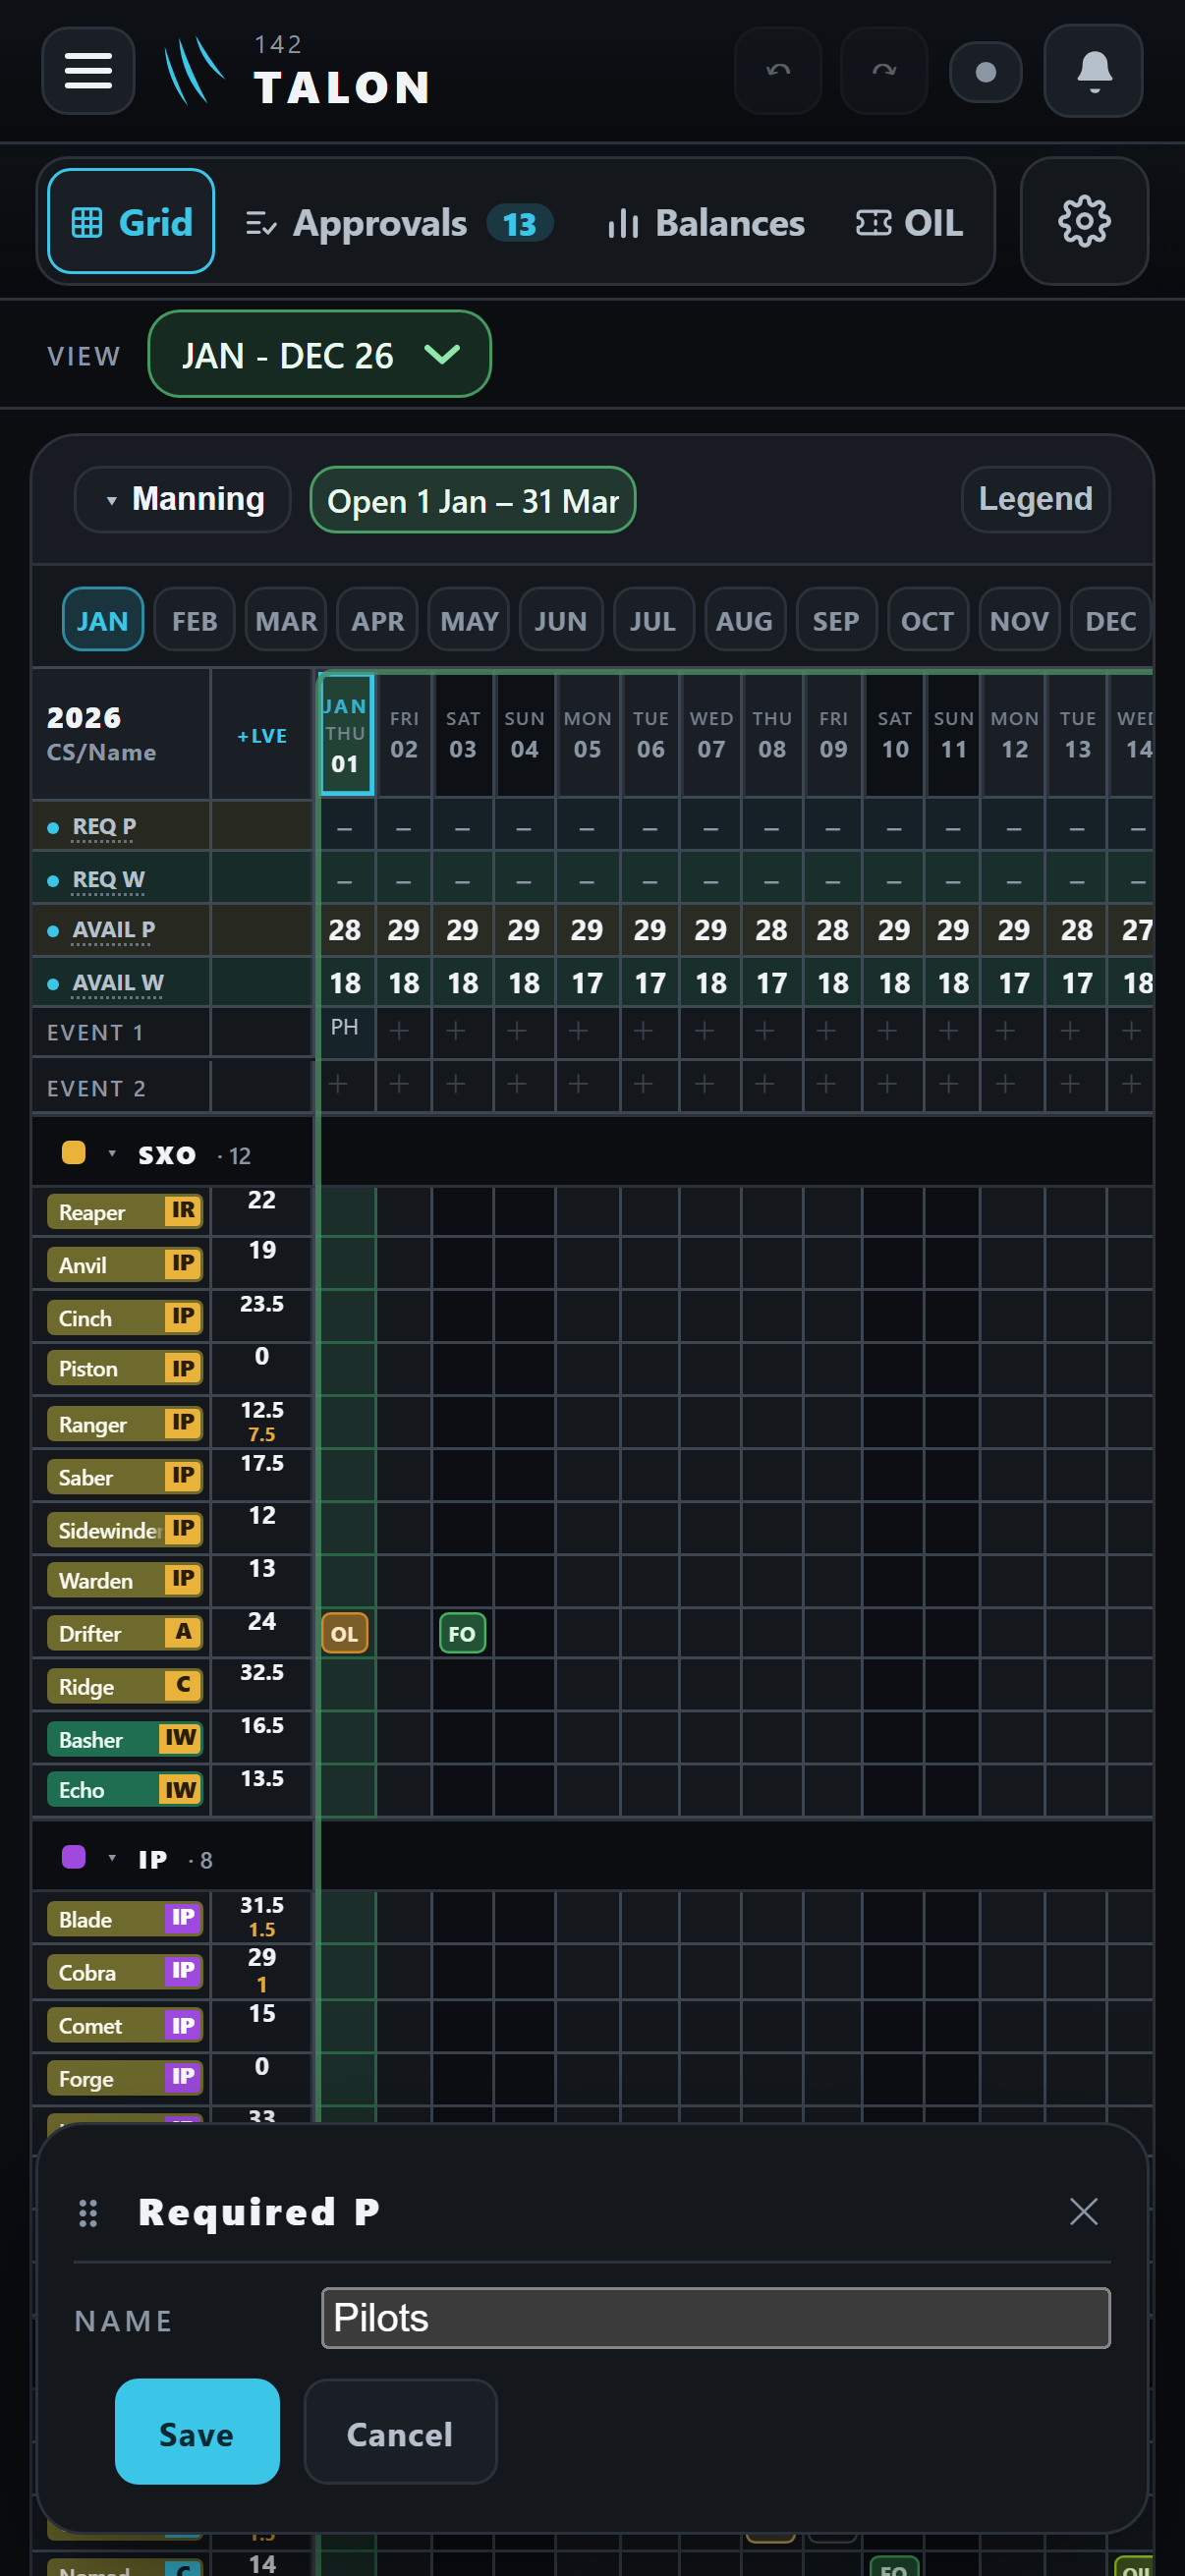 142
TALON
Grid Approvals 13 Balances OIL
VIEW JAN - DEC 26
▾ Manning Open 1 Jan – 31 Mar Legend
JAN FEB MAR APR MAY JUN JUL AUG SEP OCT NOV DEC
2026
CS/Name
+LVE
JAN THU 01
FRI 02
SAT 03
SUN 04
MON 05
TUE 06
WED 07
THU 08
FRI 09
SAT 10
SUN 11
MON 12
TUE 13
WED 14
REQ P – – – – – – – – – – – – – –
REQ W – – – – – – – – – – – – – –
AVAIL P 28 29 29 29 29 29 29 28 28 29 29 29 28 27
AVAIL W 18 18 18 18 17 17 18 17 18 18 18 17 17 18
EVENT 1 PH + + + + + + + + + + + + +
EVENT 2 + + + + + + + + + + + + + +
▾ SXO · 12
Reaper IR 22
Anvil IP 19
Cinch IP 23.5
Piston IP 0
Ranger IP 12.5
7.5
Saber IP 17.5
Sidewinder IP 12
Warden IP 13
Drifter A 24 OL FO
Ridge C 32.5
Basher IW 16.5
Echo IW 13.5
▾ IP · 8
Blade IP 31.5
1.5
Cobra IP 29
1
Comet IP 15
Forge IP 0
33
Required P
NAME Pilots
Save Cancel
1.5
Nomad C 14 FO OIL